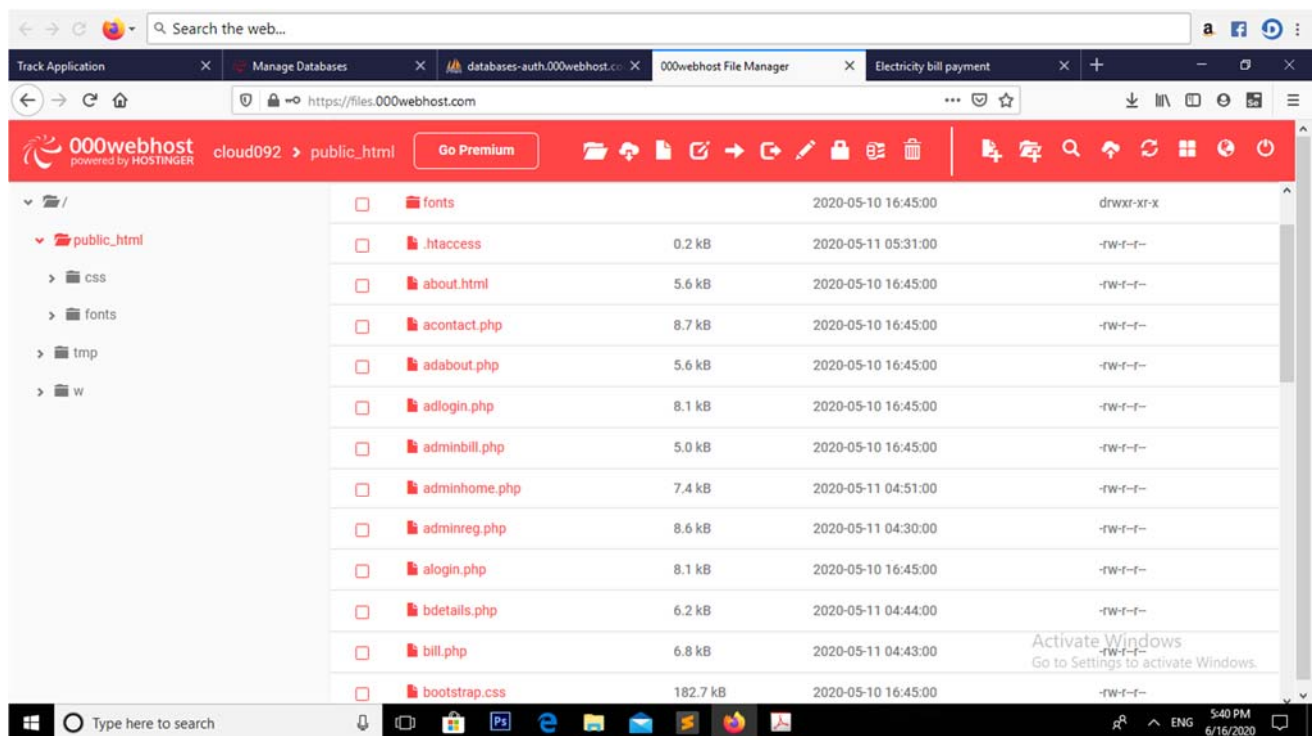 Search the web...
Track Application
Manage Databases
databases-auth.000webhost.co
000webhost File Manager
Electricity bill payment
https://files.000webhost.com
000webhost
powered by HOSTINGER
cloud092 > public_html
Go Premium
/
public_html
css
fonts
tmp
w
fonts 2020-05-10 16:45:00 drwxr-xr-x
.htaccess 0.2 kB 2020-05-11 05:31:00 -rw-r--r--
about.html 5.6 kB 2020-05-10 16:45:00 -rw-r--r--
acontact.php 8.7 kB 2020-05-10 16:45:00 -rw-r--r--
adabout.php 5.6 kB 2020-05-10 16:45:00 -rw-r--r--
adlogin.php 8.1 kB 2020-05-10 16:45:00 -rw-r--r--
adminbill.php 5.0 kB 2020-05-10 16:45:00 -rw-r--r--
adminhome.php 7.4 kB 2020-05-11 04:51:00 -rw-r--r--
adminreg.php 8.6 kB 2020-05-11 04:30:00 -rw-r--r--
alogin.php 8.1 kB 2020-05-10 16:45:00 -rw-r--r--
bdetails.php 6.2 kB 2020-05-11 04:44:00 -rw-r--r--
bill.php 6.8 kB 2020-05-11 04:43:00 -rw-r--r--
bootstrap.css 182.7 kB 2020-05-10 16:45:00 -rw-r--r--
Activate Windows
Go to Settings to activate Windows.
Type here to search
Ps
ENG
5:40 PM
6/16/2020